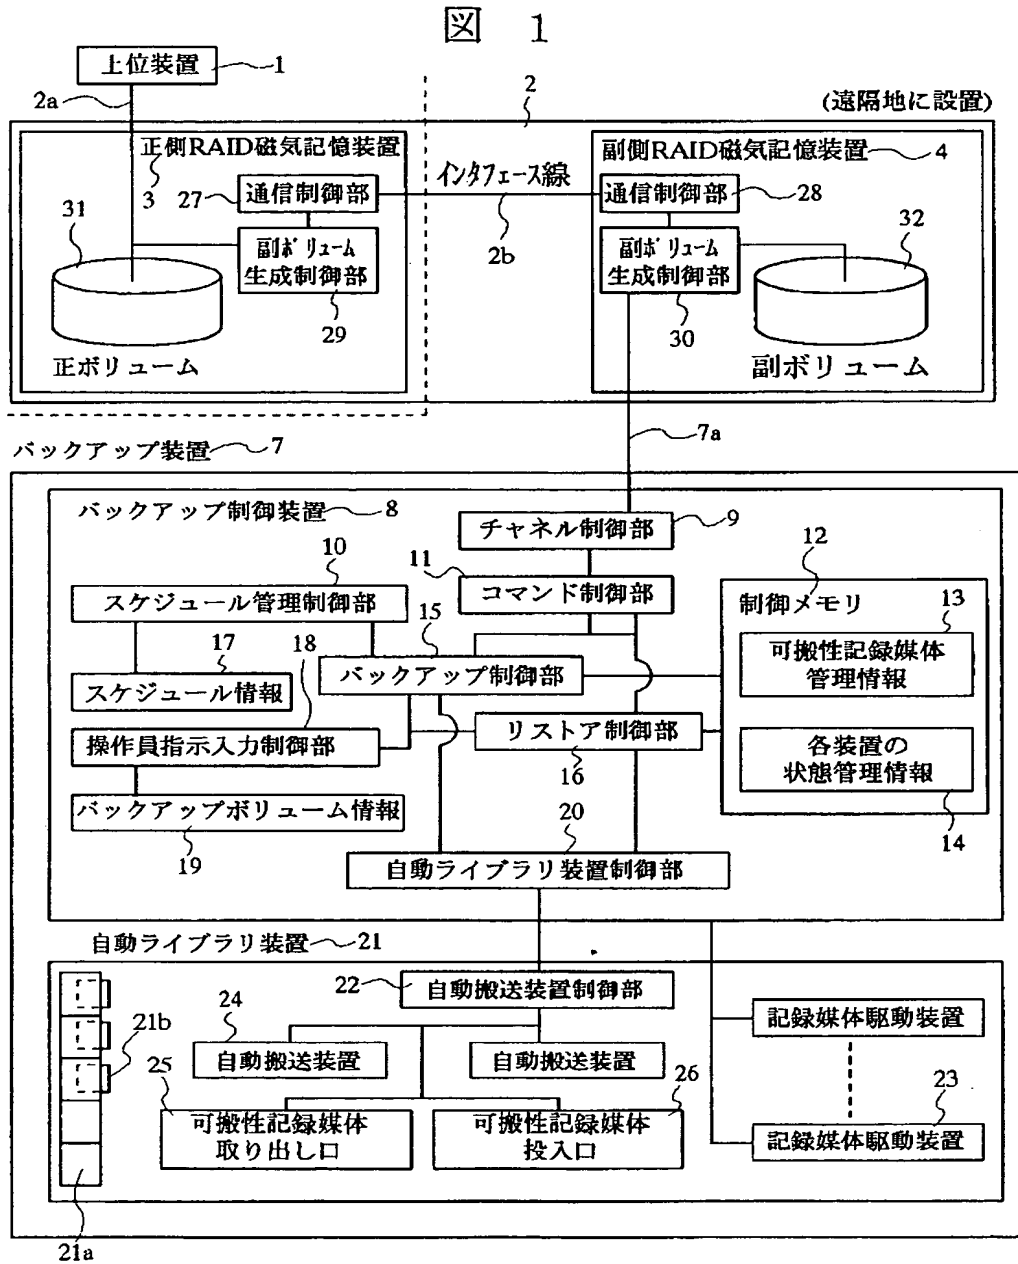 図 1
上位装置 1
2a
2
(遠隔地に設置)
正側RAID磁気記憶装置
3
副側RAID磁気記憶装置 4
インタフェース線
2b
27 通信制御部
通信制御部 28
31
副ボリューム
生成制御部
29
副ボリューム
生成制御部
30
32
正ボリューム
副ボリューム
7a
バックアップ装置 7
バックアップ制御装置 8
チャネル制御部 9
10
スケジュール管理制御部
11
コマンド制御部
12
制御メモリ
13
可搬性記録媒体
管理情報
15
バックアップ制御部
17
スケジュール情報
18
操作員指示入力制御部
リストア制御部
16
各装置の
状態管理情報
14
バックアップボリューム情報
19
20
自動ライブラリ装置制御部
自動ライブラリ装置 21
22 自動搬送装置制御部
21b
24
自動搬送装置
自動搬送装置
記録媒体駆動装置
25
可搬性記録媒体
取り出し口
26
可搬性記録媒体
投入口
23
記録媒体駆動装置
21a